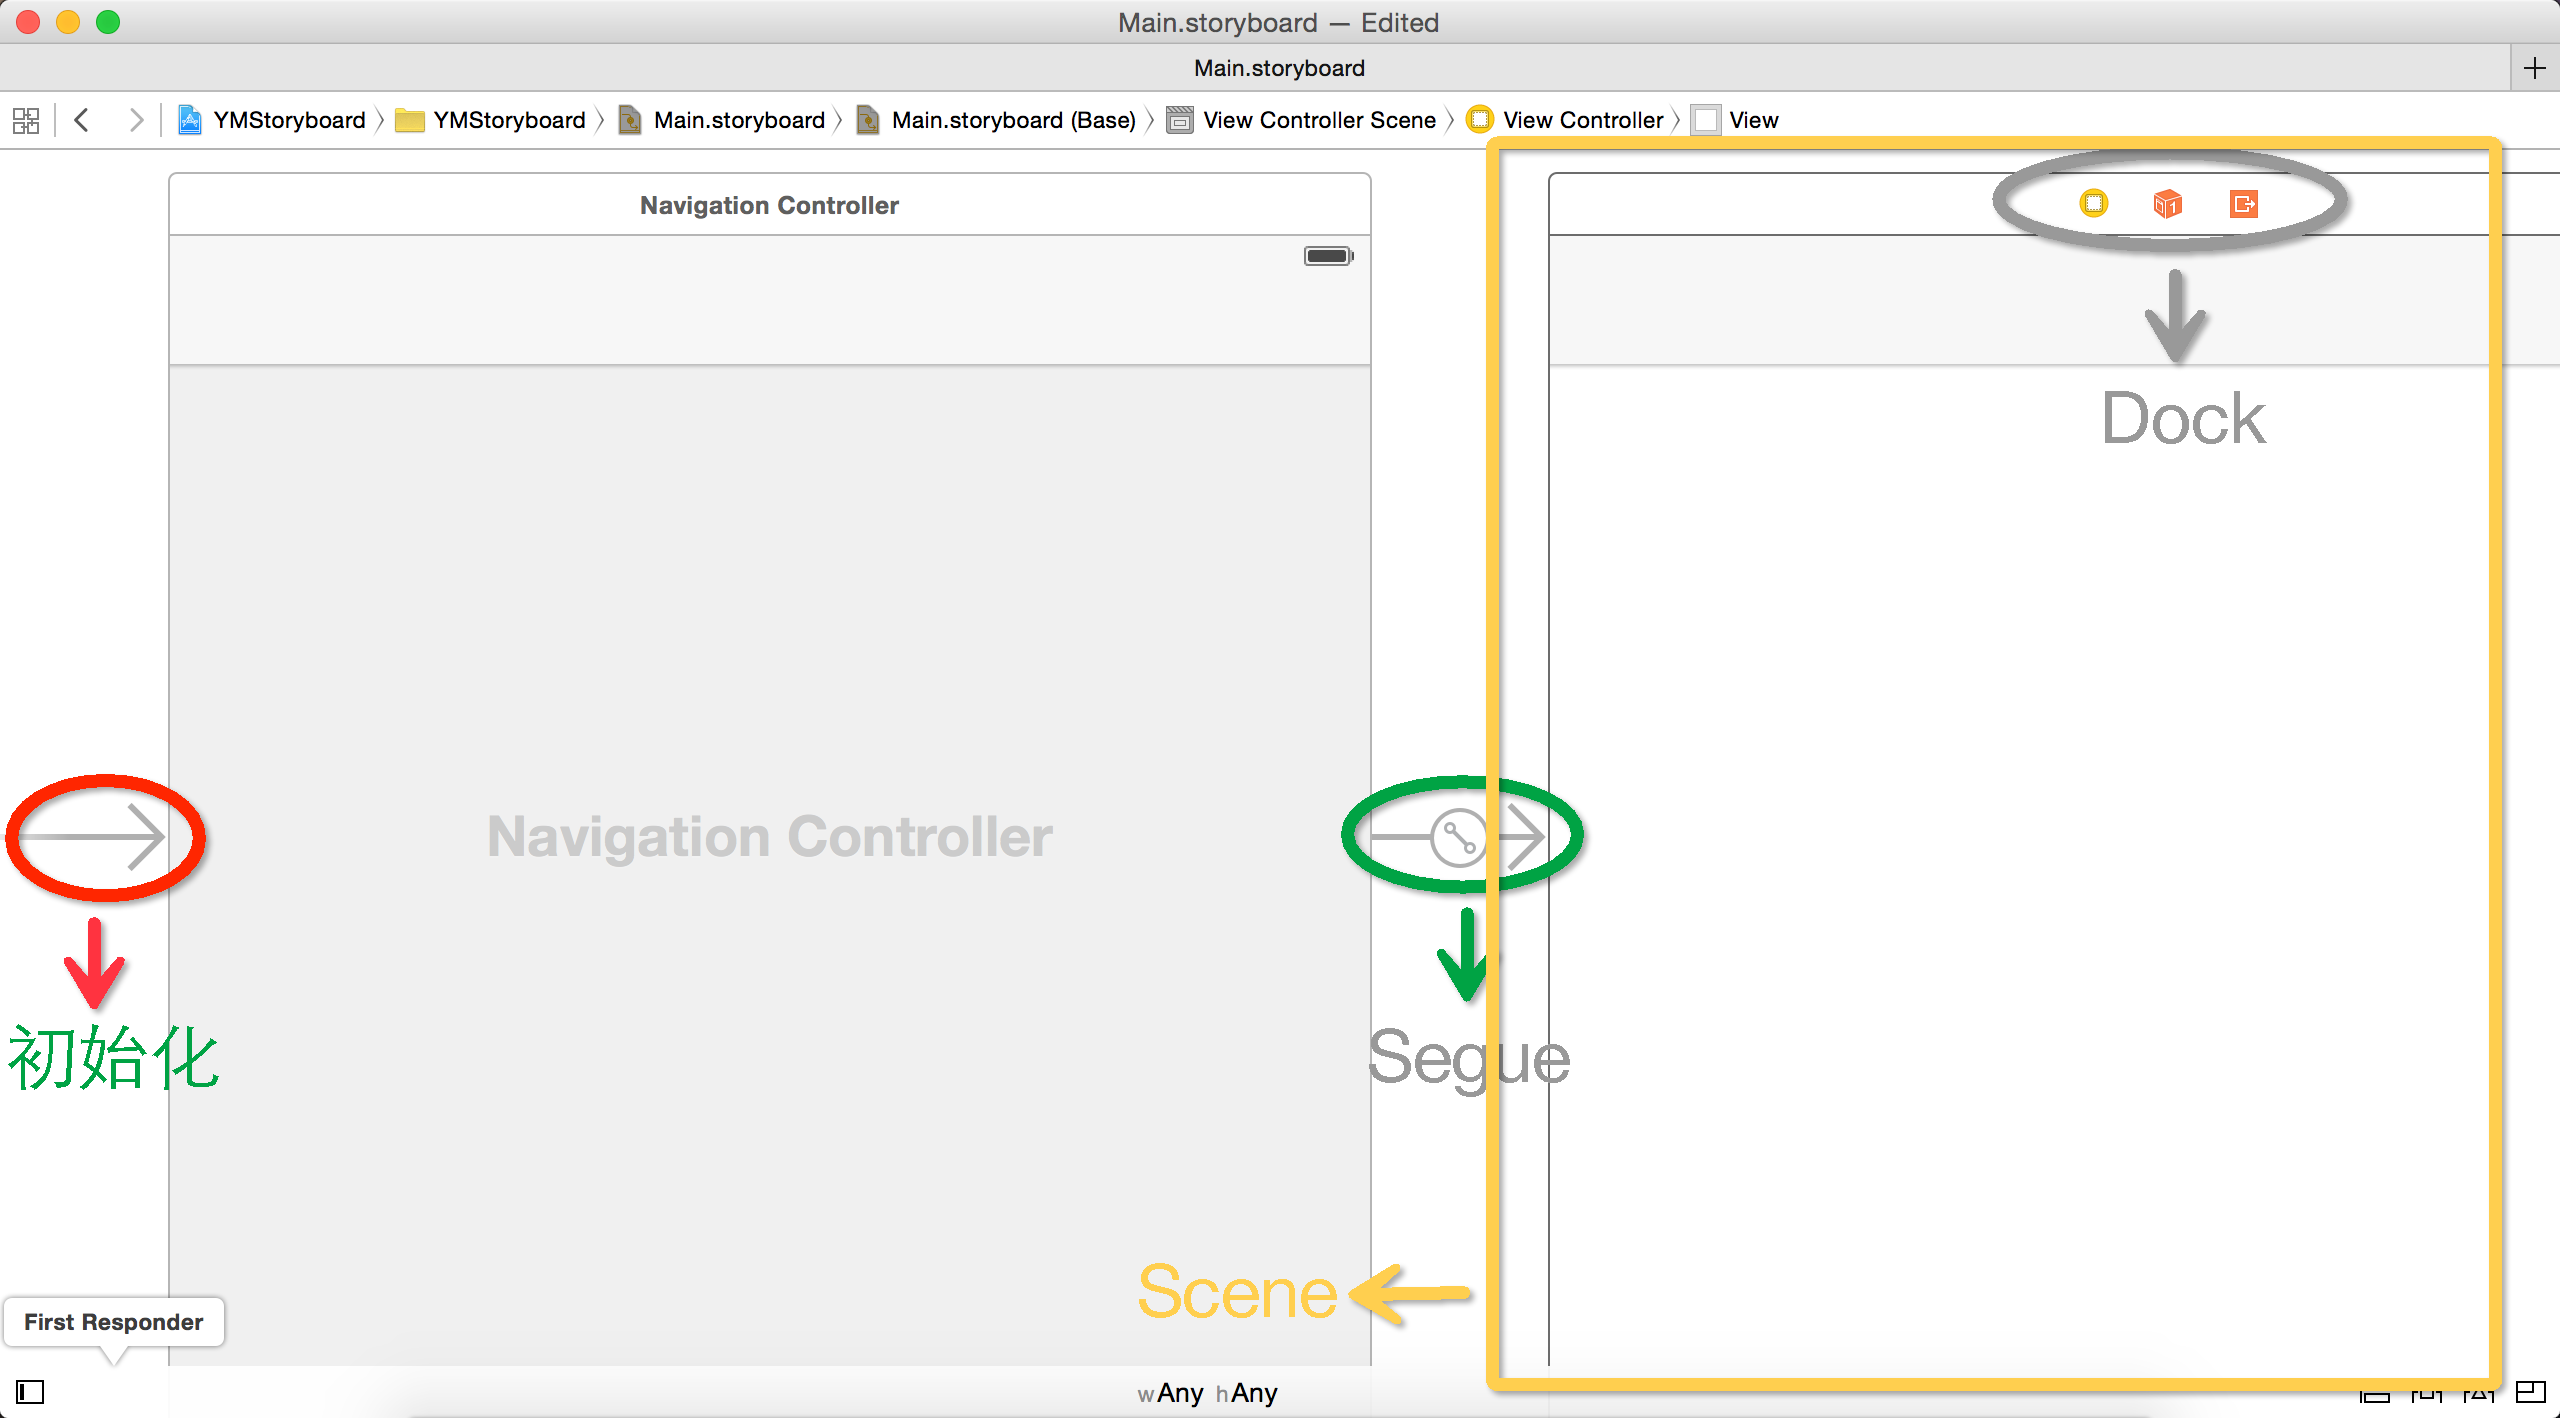 Main.storyboard — Edited
Main.storyboard
YMStoryboard YMStoryboard Main.storyboard Main.storyboard (Base) View Controller Scene View Controller View
Navigation Controller
1
Dock
Navigation Controller
初始化
Segue
Scene
First Responder
wAny hAny